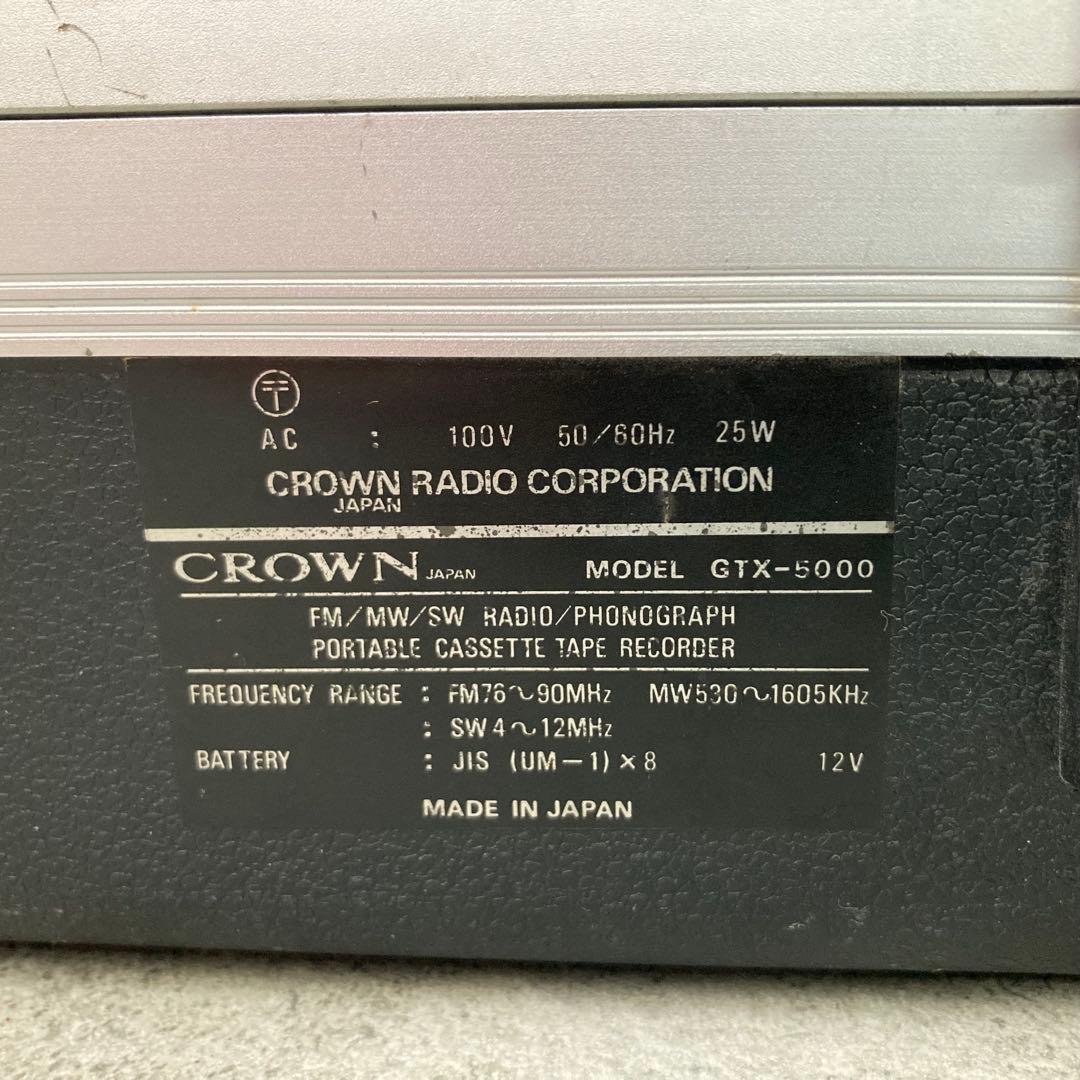 〒
AC : 100V 50/60Hz 25W
CROWN RADIO CORPORATION
JAPAN
CROWN JAPAN MODEL GTX-5000
FM/MW/SW RADIO/PHONOGRAPH
PORTABLE CASSETTE TAPE RECORDER
FREQUENCY RANGE : FM76~90MHz MW530~1605KHz
: SW4~12MHz
BATTERY : JIS (UM-1)×8 12V
MADE IN JAPAN